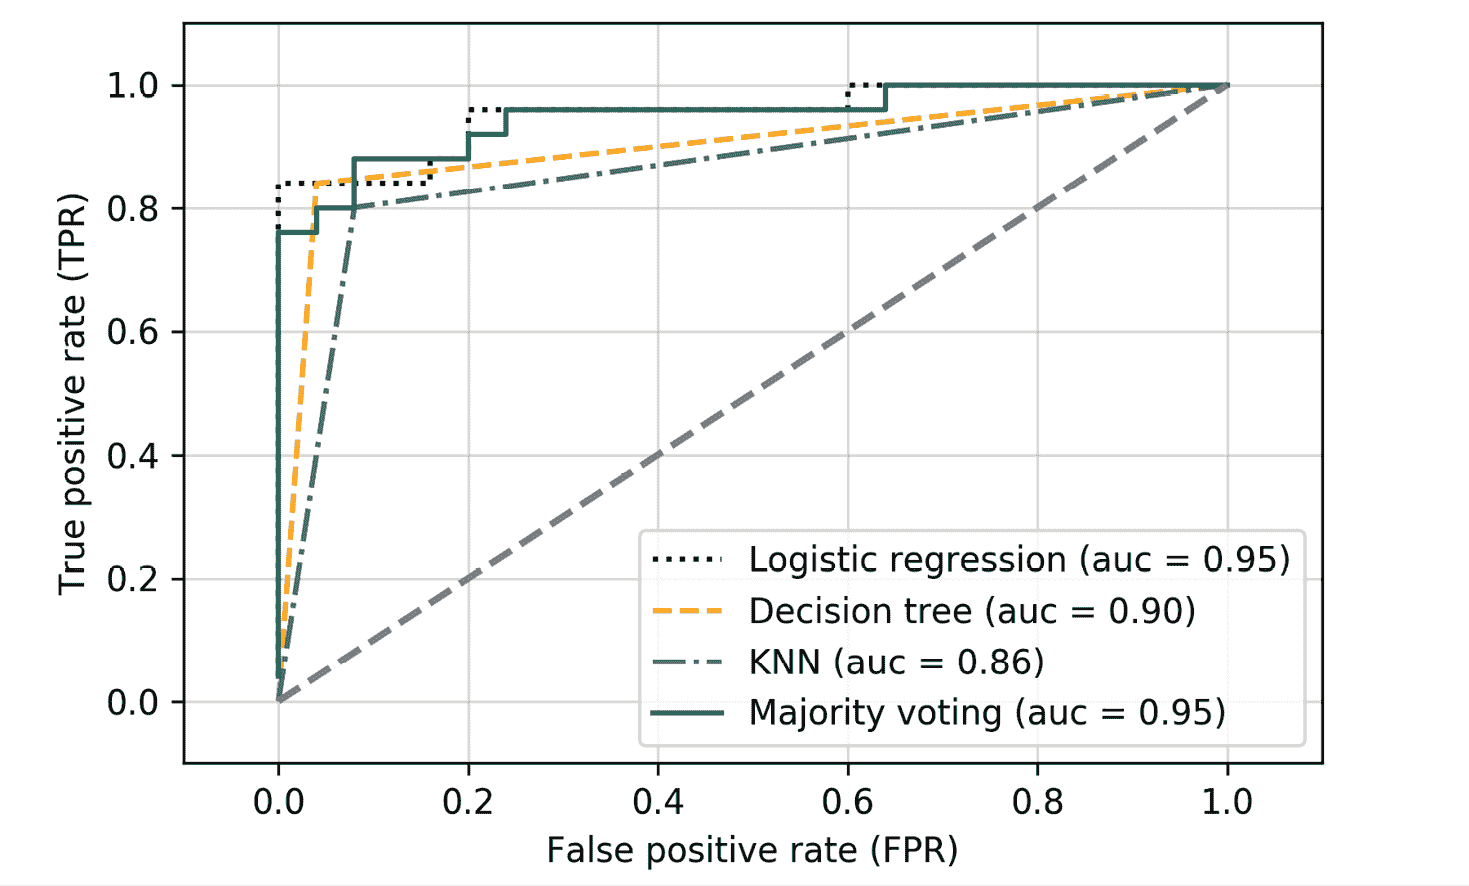 1.0
0.8
0.6
0.4
0.2
0.0
True positive rate (TPR)
Logistic regression (auc = 0.95)
Decision tree (auc = 0.90)
KNN (auc = 0.86)
Majority voting (auc = 0.95)
0.0 0.2 0.4 0.6 0.8 1.0
False positive rate (FPR)